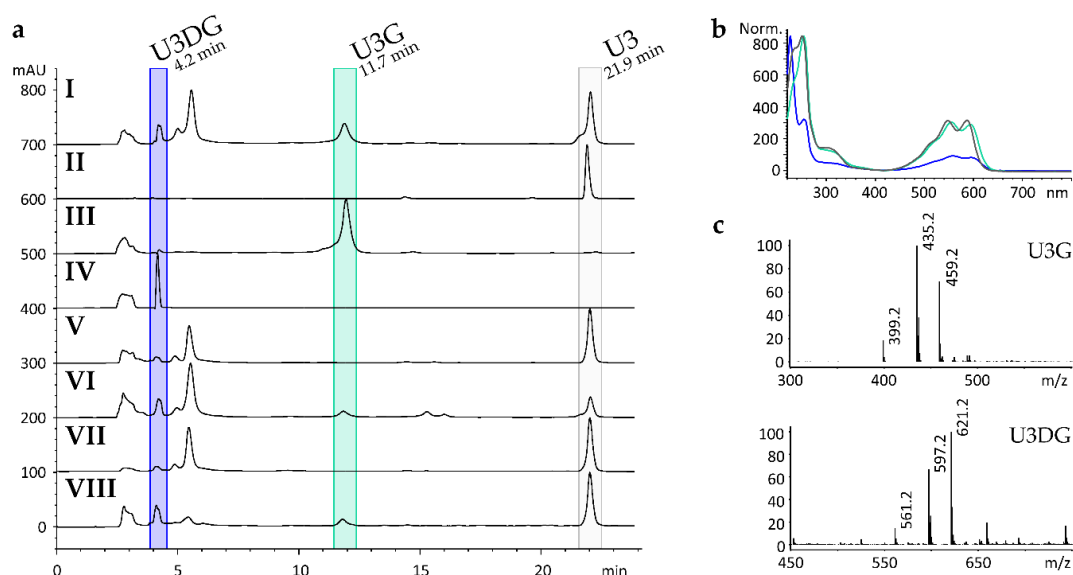 a
U3DG
4.2 min
U3G
11.7 min
U3
21.9 min
mAU
800
700
600
500
400
300
200
100
0
I
II
III
IV
V
VI
VII
VIII
0
5
10
15
20
min
b
Norm.
800
600
400
200
0
300
400
500
600
700
nm
c
U3G
100
80
60
40
20
0
399.2
435.2
459.2
300
400
500
m/z
U3DG
100
80
60
40
20
0
561.2
597.2
621.2
450
550
650
m/z